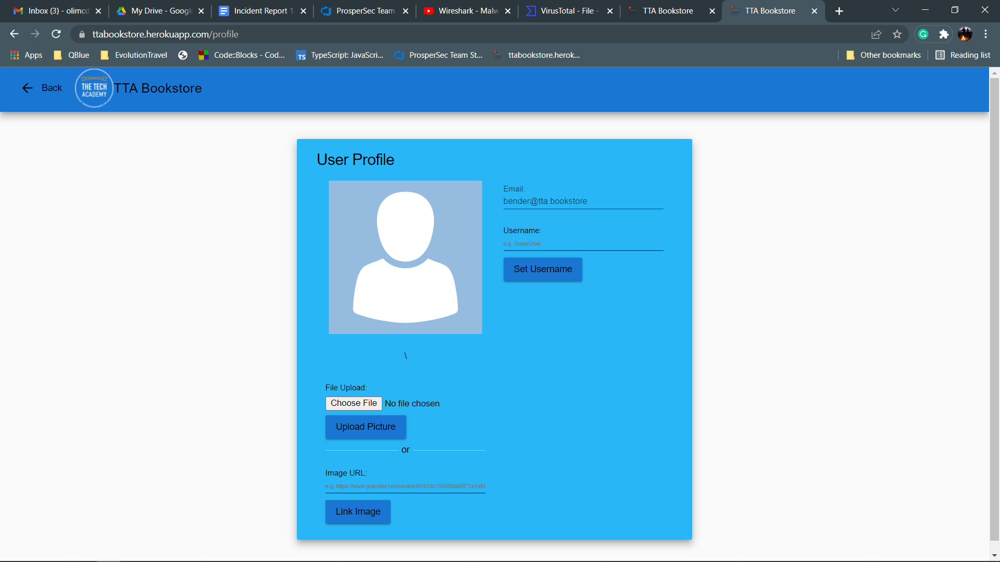 Inbox (3) - olimcd
My Drive - Google
Incident Report 1
ProsperSec Team
Wireshark - Malw
VirusTotal - File -
TTA Bookstore
TTA Bookstore
ttabookstore.herokuapp.com/profile
Apps
QBlue
EvolutionTravel
Code::Blocks - Cod...
TS
TypeScript: JavaScri...
ProsperSec Team St...
ttabookstore.herok...
Other bookmarks
Reading list
Back
THE TECH
ACADEMY
TTA Bookstore
User Profile
Email:
bender@tta.bookstore
Username:
e.g. SuperUser
Set Username
\
File Upload:
Choose File No file chosen
Upload Picture
or
Image URL:
e.g. https://www.gravatar.com/avatar/61619c159558a68f71a1afd
Link Image